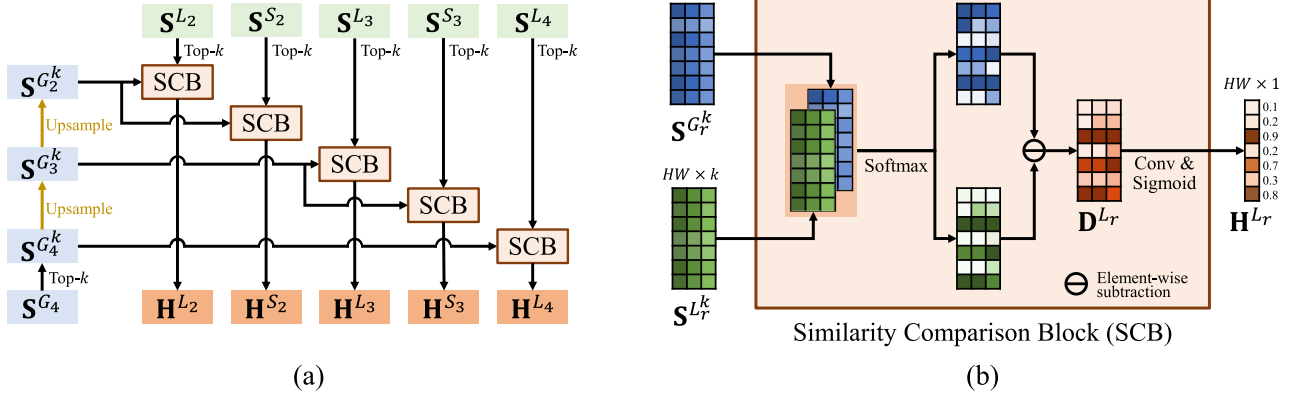 S^{L_2} S^{S_2} S^{L_3} S^{S_3} S^{L_4}
Top-k Top-k Top-k Top-k Top-k
S^{G_2^k} SCB
Upsample SCB
S^{G_3^k} SCB
Upsample SCB
S^{G_4^k} SCB
Top-k
S^{G_4} H^{L_2} H^{S_2} H^{L_3} H^{S_3} H^{L_4}
(a)
S^{G_r^k}
HW × k
S^{L_r^k}
Softmax
D^{L_r}
Conv &
Sigmoid
HW × 1
0.1
0.2
0.9
0.2
0.7
0.3
0.8
H^{L_r}
Element-wise
subtraction
Similarity Comparison Block (SCB)
(b)